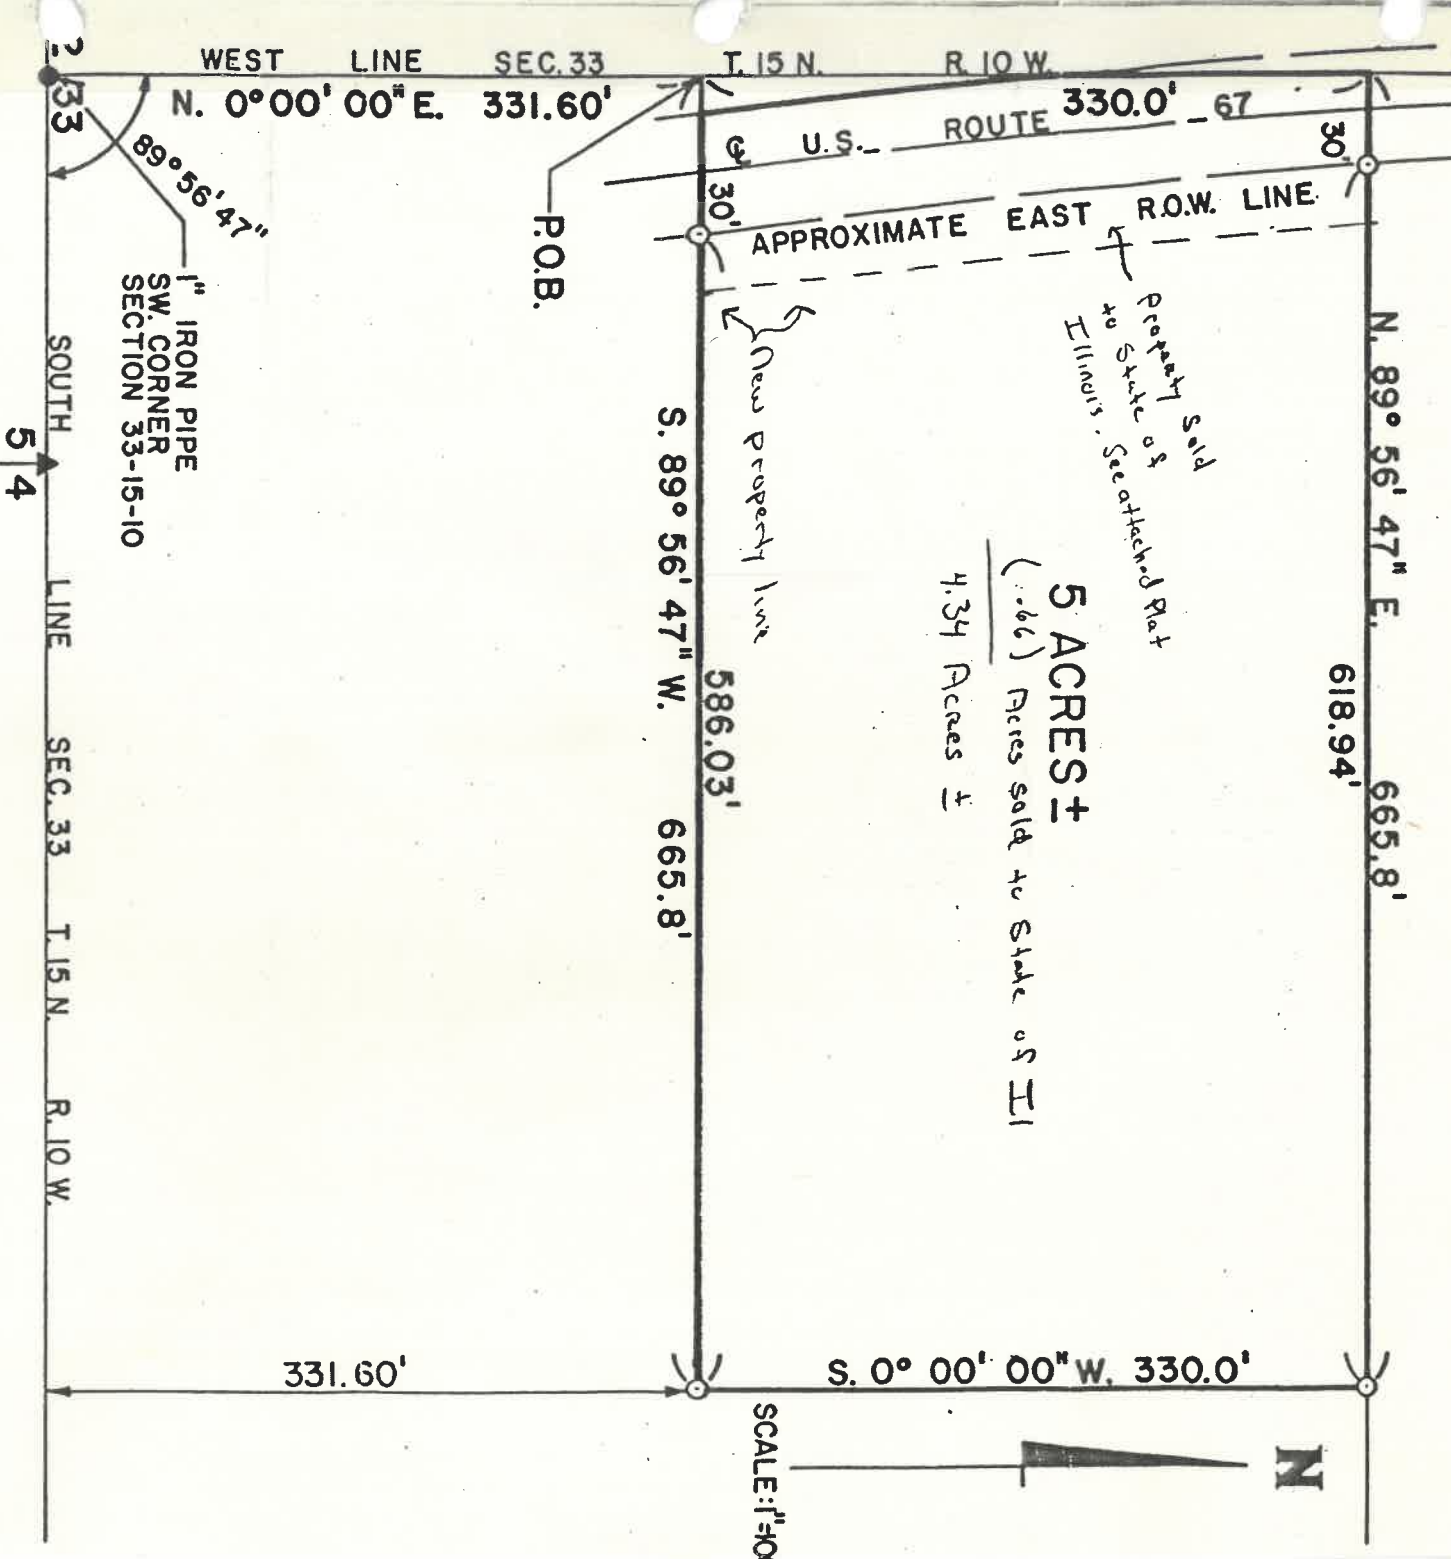 WEST LINE SEC. 33 T. 15 N. R. 10 W.
N. 0° 00' 00" E. 331.60'
330.0'
33
89° 56' 47"
1" IRON PIPE
SW. CORNER
SECTION 33-15-10
P.O.B.
℄ U.S. ROUTE 67
30'
30'
APPROXIMATE EAST R.O.W. LINE
Property sold
to State of
Illinois. See attached Plat
New property line
N. 89° 56' 47" E. 665.8'
618.94'
5 ACRES ±
(.66) Acres sold to State of Il
4.34 Acres ±
586.03'
S. 89° 56' 47" W. 665.8'
SOUTH LINE SEC. 33 T. 15 N. R. 10 W.
5 4
331.60'
S. 0° 00' 00" W. 330.0'
N
SCALE: 1"=